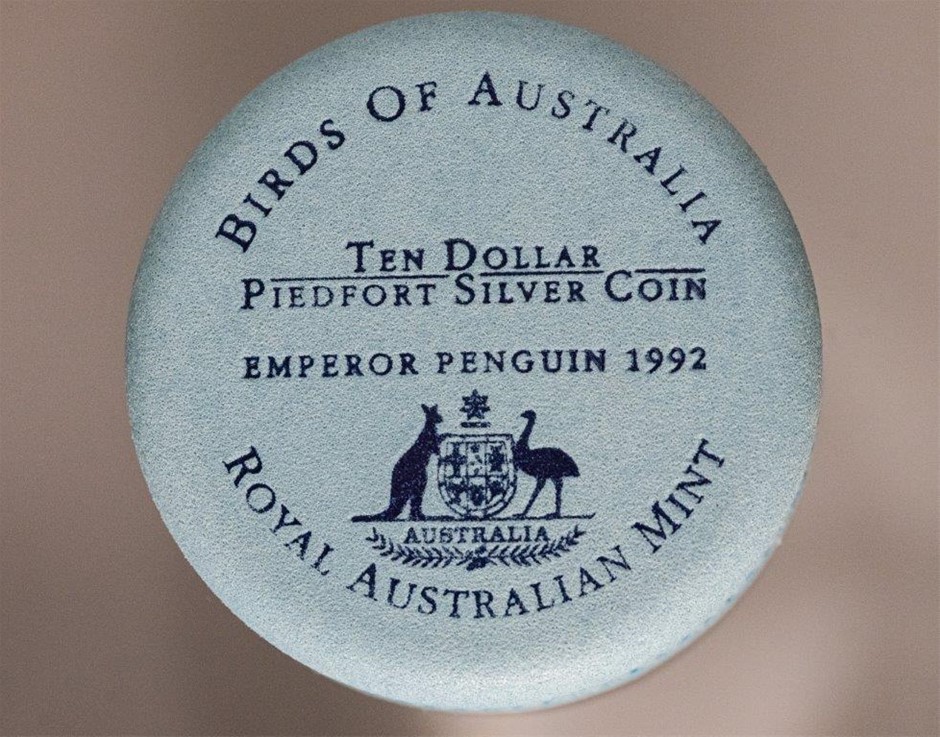 BIRDS OF AUSTRALIA
TEN DOLLAR
PIEDFORT SILVER COIN
EMPEROR PENGUIN 1992
AUSTRALIA
ROYAL AUSTRALIAN MINT